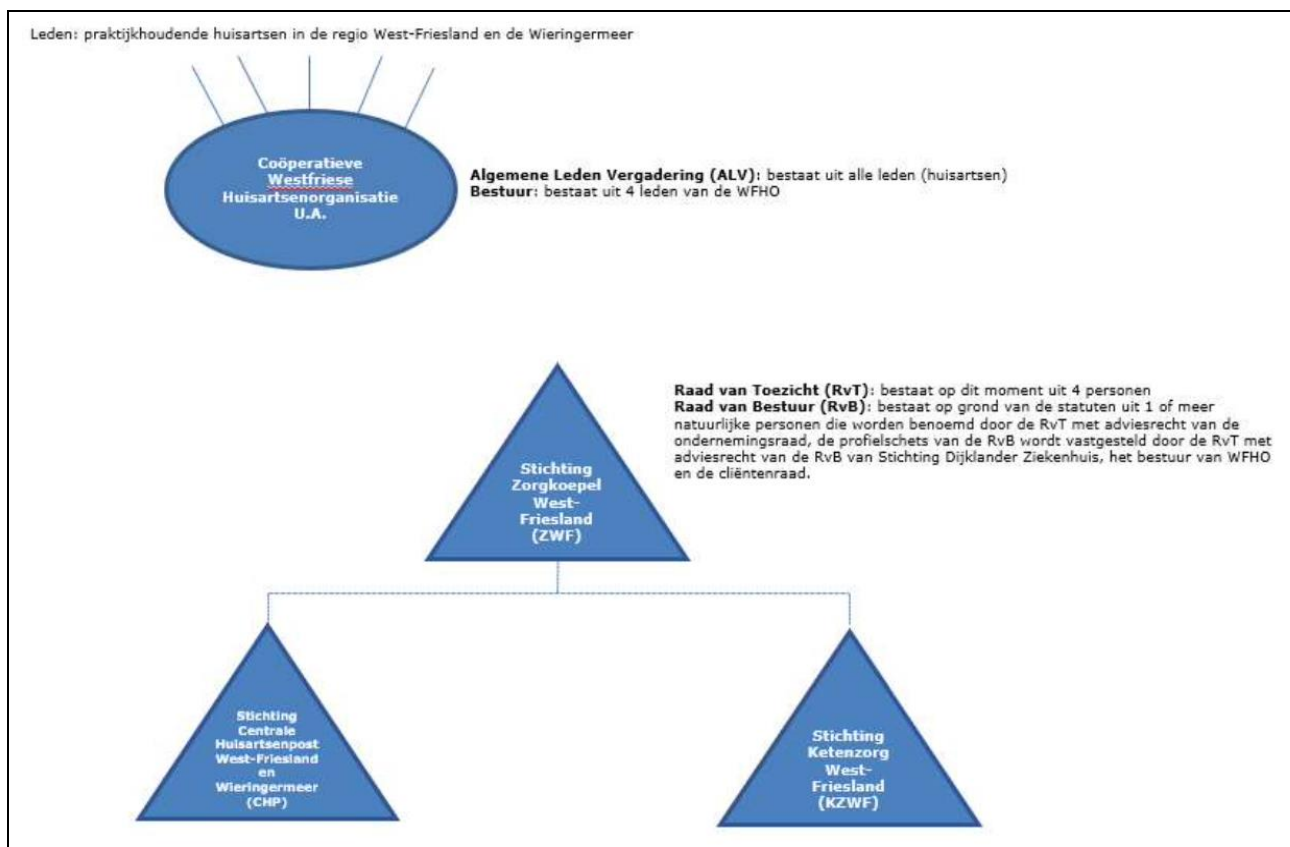 Leden: praktijkhoudende huisartsen in de regio West-Friesland en de Wieringermeer
Coöperatieve
Westfriese
Huisartsenorganisatie
U.A.
Algemene Leden Vergadering (ALV): bestaat uit alle leden (huisartsen)
Bestuur: bestaat uit 4 leden van de WFHO
Raad van Toezicht (RvT): bestaat op dit moment uit 4 personen
Raad van Bestuur (RvB): bestaat op grond van de statuten uit 1 of meer
natuurlijke personen die worden benoemd door de RvT met adviesrecht van de
ondernemingsraad, de profielschets van de RvB wordt vastgesteld door de RvT met
adviesrecht van de RvB van Stichting Dijklander Ziekenhuis, het bestuur van WFHO
en de cliëntenraad.
Stichting
Zorgkoepel
West-
Friesland
(ZWF)
Stichting
Centrale
Huisartsenpost
West-Friesland
en
Wieringermeer
(CHP)
Stichting
Ketenzorg
West-
Friesland
(KZWF)